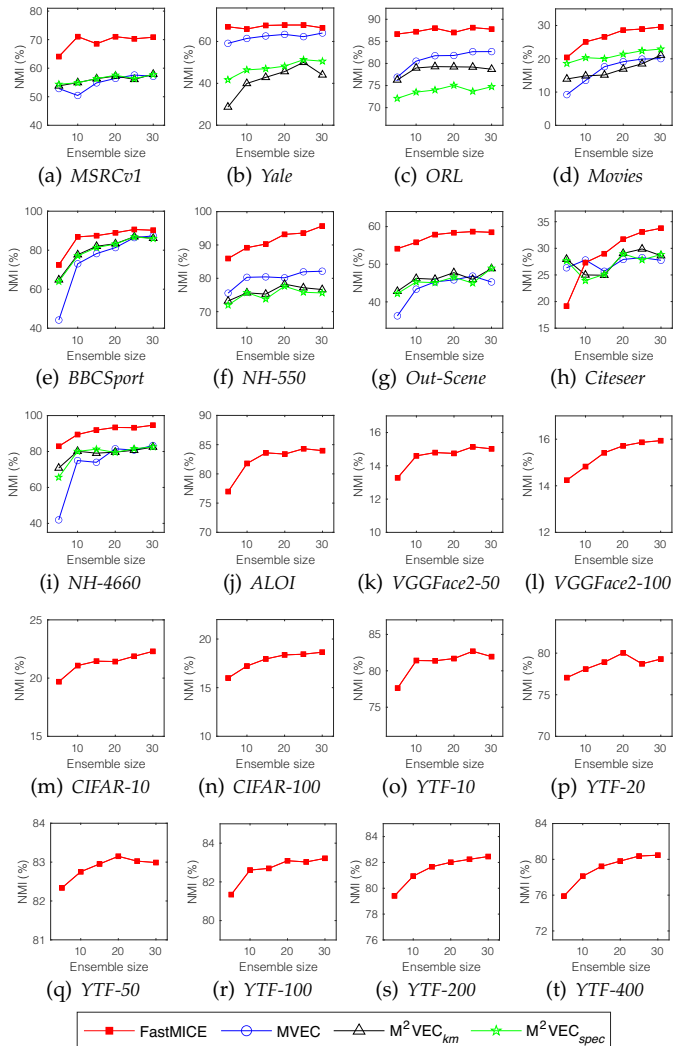 NMI (%)
80
70
60
50
40
10 20 30
Ensemble size
(a) MSRCv1
NMI (%)
60
40
20
10 20 30
Ensemble size
(b) Yale
NMI (%)
90
85
80
75
70
10 20 30
Ensemble size
(c) ORL
NMI (%)
40
30
20
10
0
10 20 30
Ensemble size
(d) Movies
NMI (%)
100
80
60
40
10 20 30
Ensemble size
(e) BBCSport
NMI (%)
100
90
80
70
60
10 20 30
Ensemble size
(f) NH-550
NMI (%)
60
50
40
10 20 30
Ensemble size
(g) Out-Scene
NMI (%)
35
30
25
20
15
10 20 30
Ensemble size
(h) Citeseer
NMI (%)
100
80
60
40
10 20 30
Ensemble size
(i) NH-4660
NMI (%)
90
85
80
75
70
10 20 30
Ensemble size
(j) ALOI
NMI (%)
16
14
12
10
10 20 30
Ensemble size
(k) VGGFace2-50
NMI (%)
16
14
12
10 20 30
Ensemble size
(l) VGGFace2-100
NMI (%)
25
20
15
10 20 30
Ensemble size
(m) CIFAR-10
NMI (%)
20
15
10
10 20 30
Ensemble size
(n) CIFAR-100
NMI (%)
85
80
75
10 20 30
Ensemble size
(o) YTF-10
NMI (%)
80
75
70
10 20 30
Ensemble size
(p) YTF-20
NMI (%)
84
83
82
81
10 20 30
Ensemble size
(q) YTF-50
NMI (%)
84
82
80
10 20 30
Ensemble size
(r) YTF-100
NMI (%)
84
82
80
78
76
10 20 30
Ensemble size
(s) YTF-200
NMI (%)
80
76
72
10 20 30
Ensemble size
(t) YTF-400
FastMICE MVEC M²VECkm M²VECspec